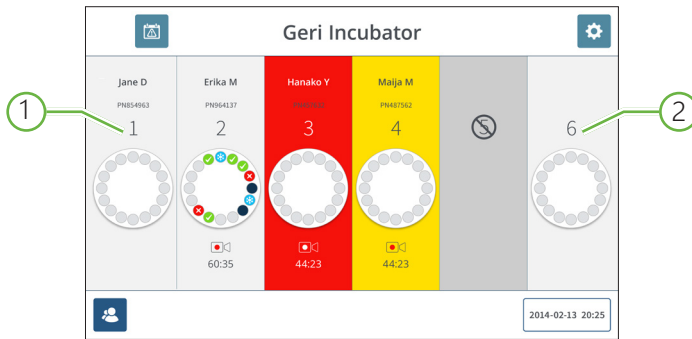 Geri Incubator
Jane D Erika M Hanako Y Maija M
PN854963 PN964137 PN487562
1 1 2 3 4 5 6 2
60:35 44:23 44:23
2014-02-13 20:25